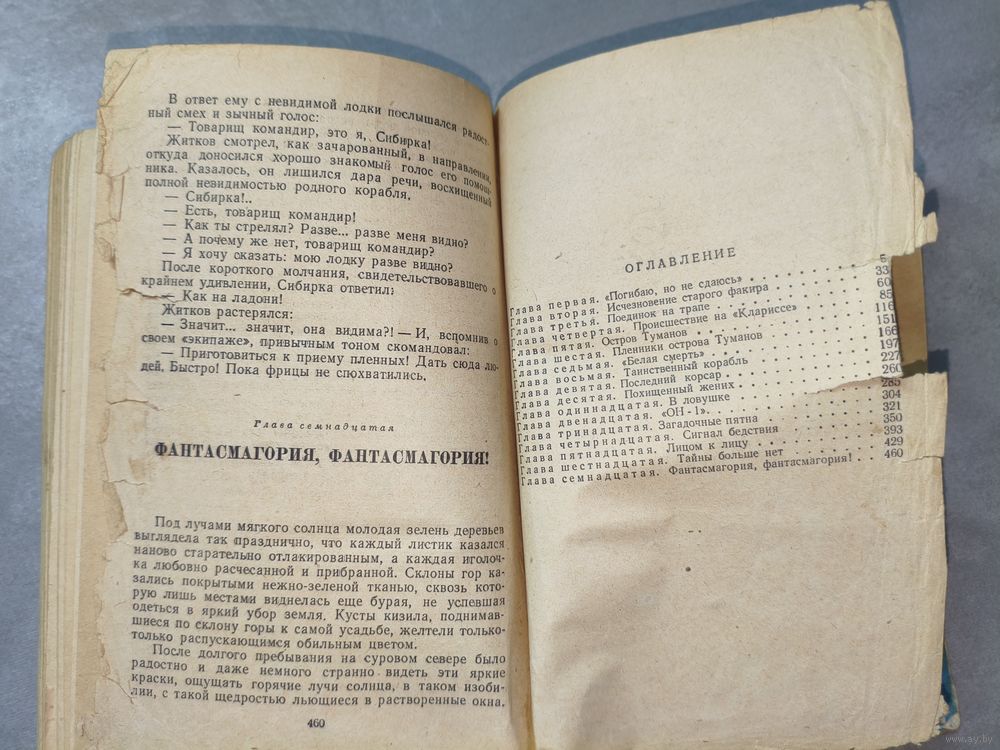 В ответ ему с невидимой лодки послышался радост-
ный смех и зычный голос:
— Товарищ командир, это я, Сибирка!
Житков смотрел, как зачарованный, в направлении,
откуда доносился хорошо знакомый голос его помощ-
ника. Казалось, он лишился дара речи, восхищенный
полной невидимостью родного корабля.
— Сибирка!..
— Есть, товарищ командир!
— Как ты стрелял? Разве... разве меня видно?
— А почему же нет, товарищ командир?
— Я хочу сказать: мою лодку разве видно?
После короткого молчания, свидетельствовавшего о
крайнем удивлении, Сибирка ответил:
— Как на ладони!
Житков растерялся:
— Значит... значит, она видима?! — И, вспомнив о
своем «экипаже», привычным тоном скомандовал:
— Приготовиться к приему пленных! Дать сюда лю-
дей. Быстро! Пока фрицы не спохватились.
Глава семнадцатая
ФАНТАСМАГОРИЯ, ФАНТАСМАГОРИЯ!
Под лучами мягкого солнца молодая зелень деревьев
выглядела так празднично, что каждый листик казался
наново старательно отлакированным, а каждая иголоч-
ка любовно расчесанной и прибранной. Склоны гор ка-
зались покрытыми нежно-зеленой тканью, сквозь кото-
рую лишь местами виднелась еще бурая, не успевшая
одеться в яркий убор земля. Кусты кизила, поднимав-
шиеся по склону горы к самой усадьбе, желтели только-
только распускающимся обильным цветом.
После долгого пребывания на суровом севере было
радостно и даже немного странно видеть эти яркие
краски, ощущать горячие лучи солнца, в таком изоби-
лии, с такой щедростью льющиеся в растворенные окна.
460
ОГЛАВЛЕНИЕ
Глава первая. «Погибаю, но не сдаюсь» 5
Глава вторая. Исчезновение старого факира 33
Глава третья. Поединок на трапе 60
Глава четвертая. Происшествие на «Клариссе» 85
Глава пятая. Остров Туманов 116
Глава шестая. Пленники острова Туманов 151
Глава седьмая. «Белая смерть» 166
Глава восьмая. Таинственный корабль 197
Глава девятая. Последний корсар 227
Глава десятая. Похищенный жених 260
Глава одиннадцатая. В ловушке 285
Глава двенадцатая. «ОН-1» 304
Глава тринадцатая. Загадочные пятна 321
Глава четырнадцатая. Сигнал бедствия 350
Глава пятнадцатая. Лицом к лицу 393
Глава шестнадцатая. Тайны больше нет 429
Глава семнадцатая. Фантасмагория, фантасмагория! 460
www.ay.by